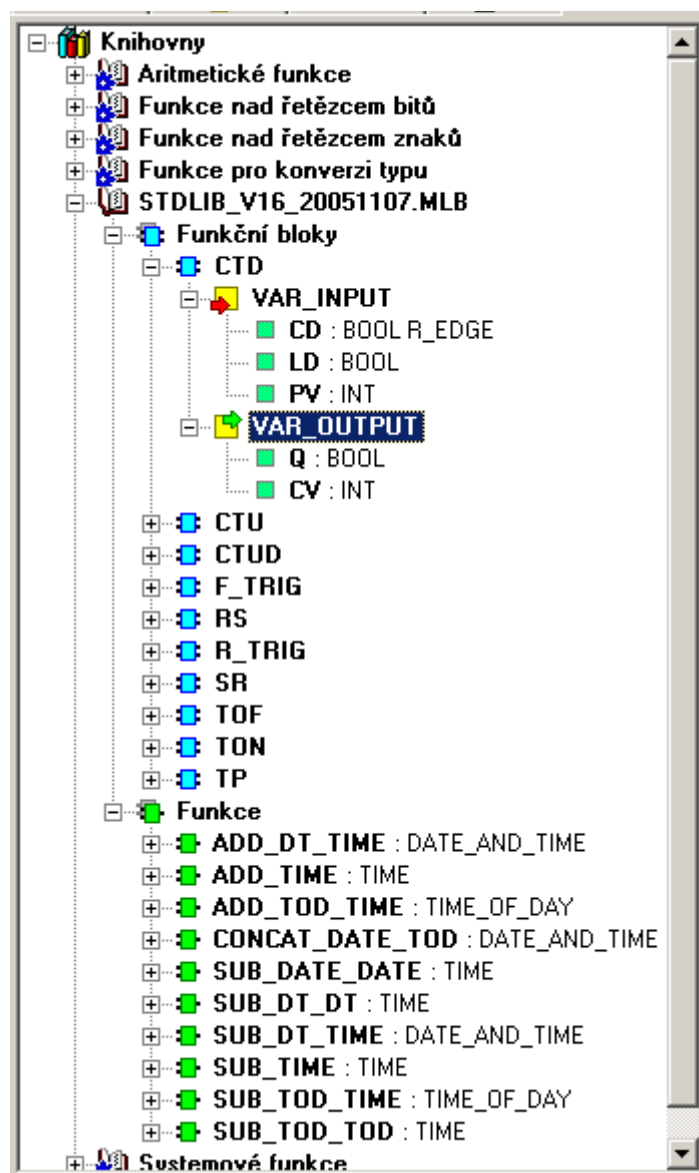 Knihovny
Aritmetické funkce
Funkce nad řetězcem bitů
Funkce nad řetězcem znaků
Funkce pro konverzi typu
STDLIB_V16_20051107.MLB
Funkční bloky
CTD
VAR_INPUT
CD : BOOL R_EDGE
LD : BOOL
PV : INT
VAR_OUTPUT
Q : BOOL
CV : INT
CTU
CTUD
F_TRIG
RS
R_TRIG
SR
TOF
TON
TP
Funkce
ADD_DT_TIME : DATE_AND_TIME
ADD_TIME : TIME
ADD_TOD_TIME : TIME_OF_DAY
CONCAT_DATE_TOD : DATE_AND_TIME
SUB_DATE_DATE : TIME
SUB_DT_DT : TIME
SUB_DT_TIME : DATE_AND_TIME
SUB_TIME : TIME
SUB_TOD_TIME : TIME_OF_DAY
SUB_TOD_TOD : TIME
Systemové funkce